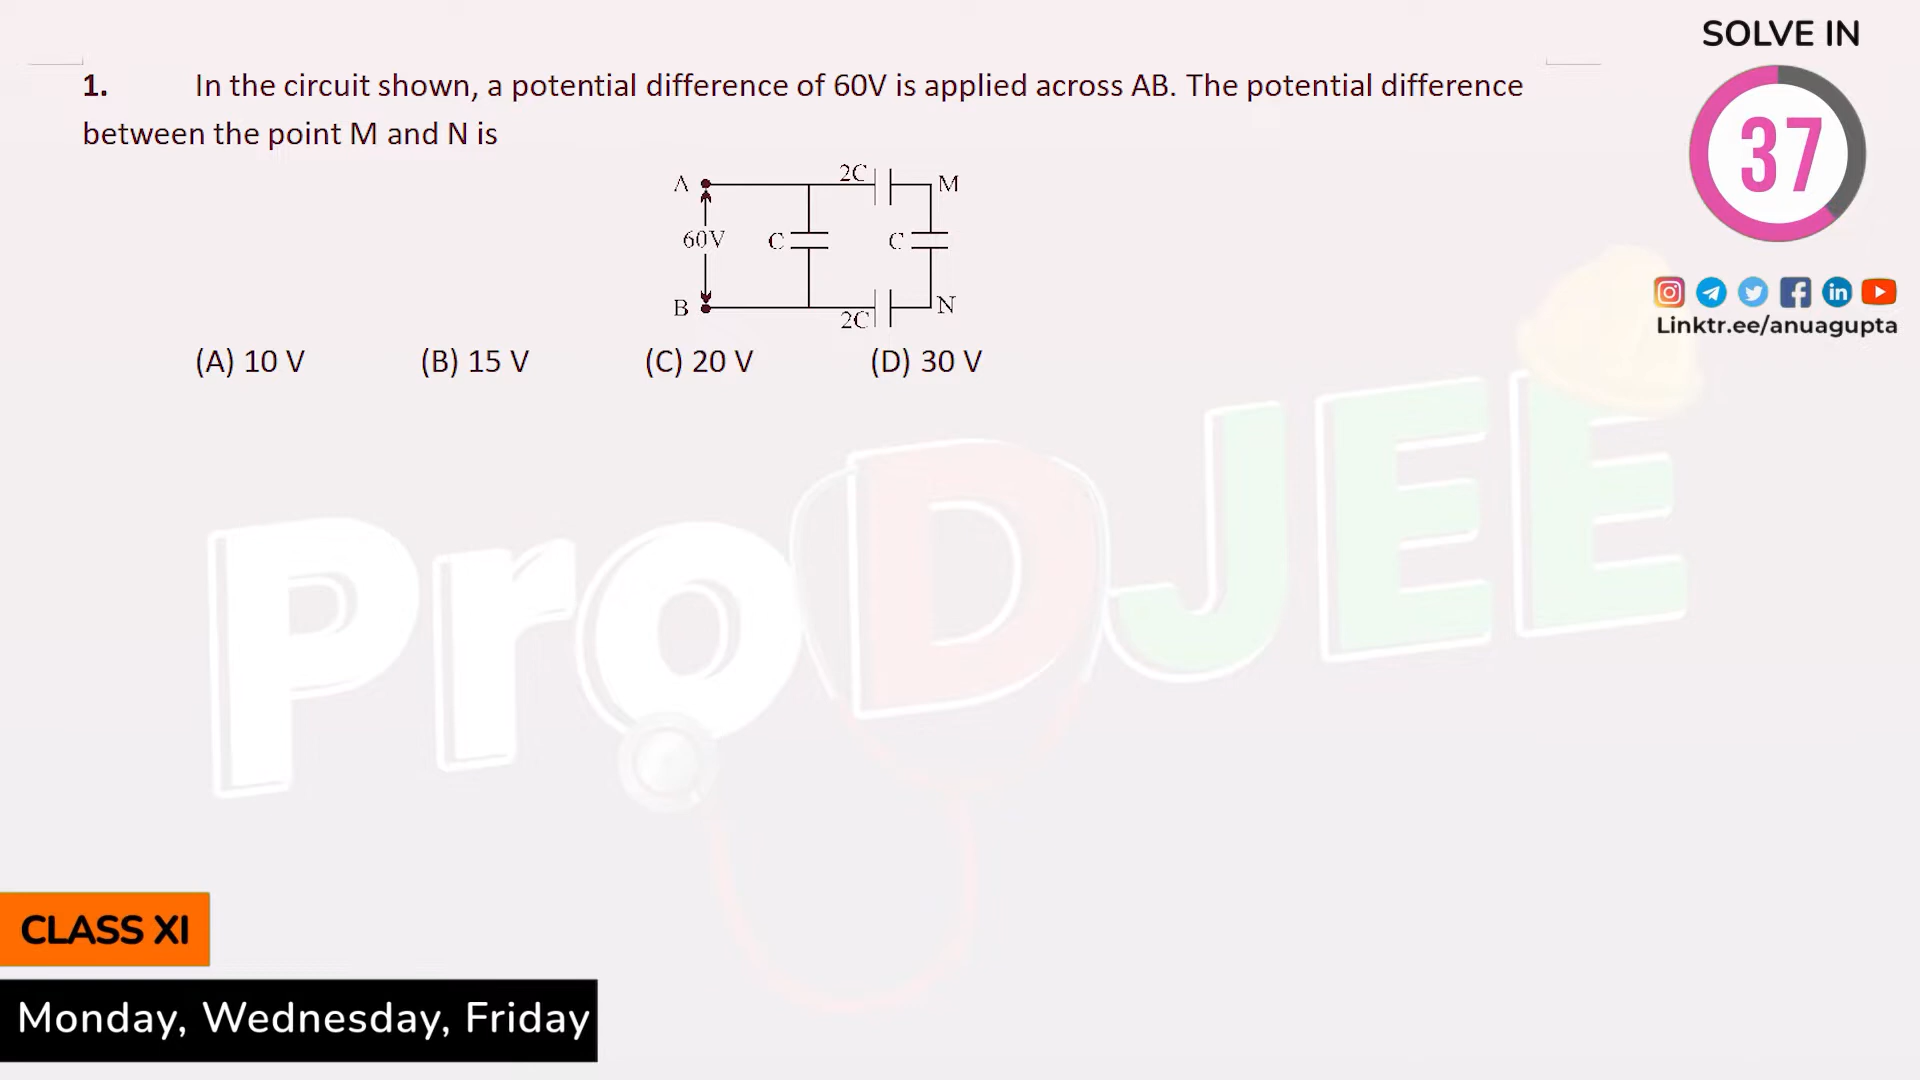 SOLVE IN
37
1. In the circuit shown, a potential difference of 60V is applied across AB. The potential difference
between the point M and N is
A 2C M
60V C C
B 2C N
(A) 10 V (B) 15 V (C) 20 V (D) 30 V
Linktr.ee/anuagupta
ProDJEE
CLASS XI
Monday, Wednesday, Friday